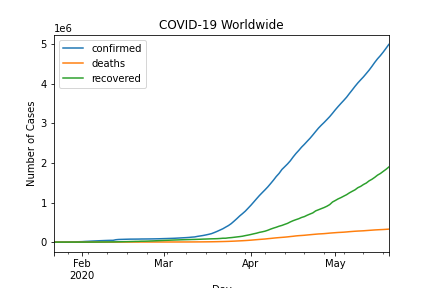 COVID-19 Worldwide
1e6
confirmed
deaths
recovered
5
4
3
2
1
0
Number of Cases
Feb Mar Apr May
2020